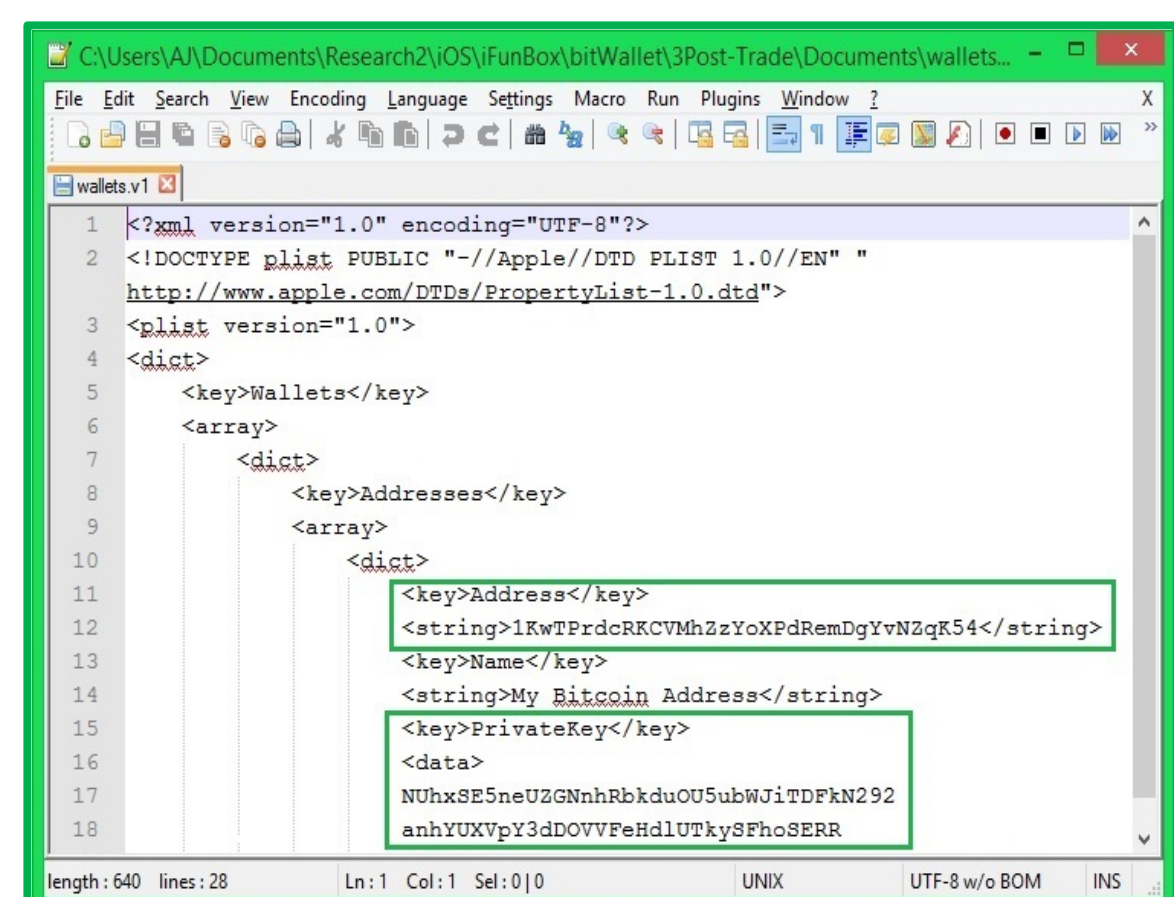 C:\Users\AJ\Documents\Research2\iOS\iFunBox\bitWallet\3Post-Trade\Documents\wallets...
File Edit Search View Encoding Language Settings Macro Run Plugins Window ? X
wallets.v1
1 <?xml version="1.0" encoding="UTF-8"?>
2 <!DOCTYPE plist PUBLIC "-//Apple//DTD PLIST 1.0//EN" "
http://www.apple.com/DTDs/PropertyList-1.0.dtd">
3 <plist version="1.0">
4 <dict>
5 <key>Wallets</key>
6 <array>
7 <dict>
8 <key>Addresses</key>
9 <array>
10 <dict>
11 <key>Address</key>
12 <string>1KwTPrdcRKCVMhZzYoXPdRemDgYvNZqK54</string>
13 <key>Name</key>
14 <string>My Bitcoin Address</string>
15 <key>PrivateKey</key>
16 <data>
17 NUhxSE5neUZGNnhRbkduOU5ubWJiTDFkN292
18 anhYUXVpY3dDOVVFeHdlUTkySFhoSERR
length : 640 lines : 28 Ln : 1 Col : 1 Sel : 0 | 0 UNIX UTF-8 w/o BOM INS